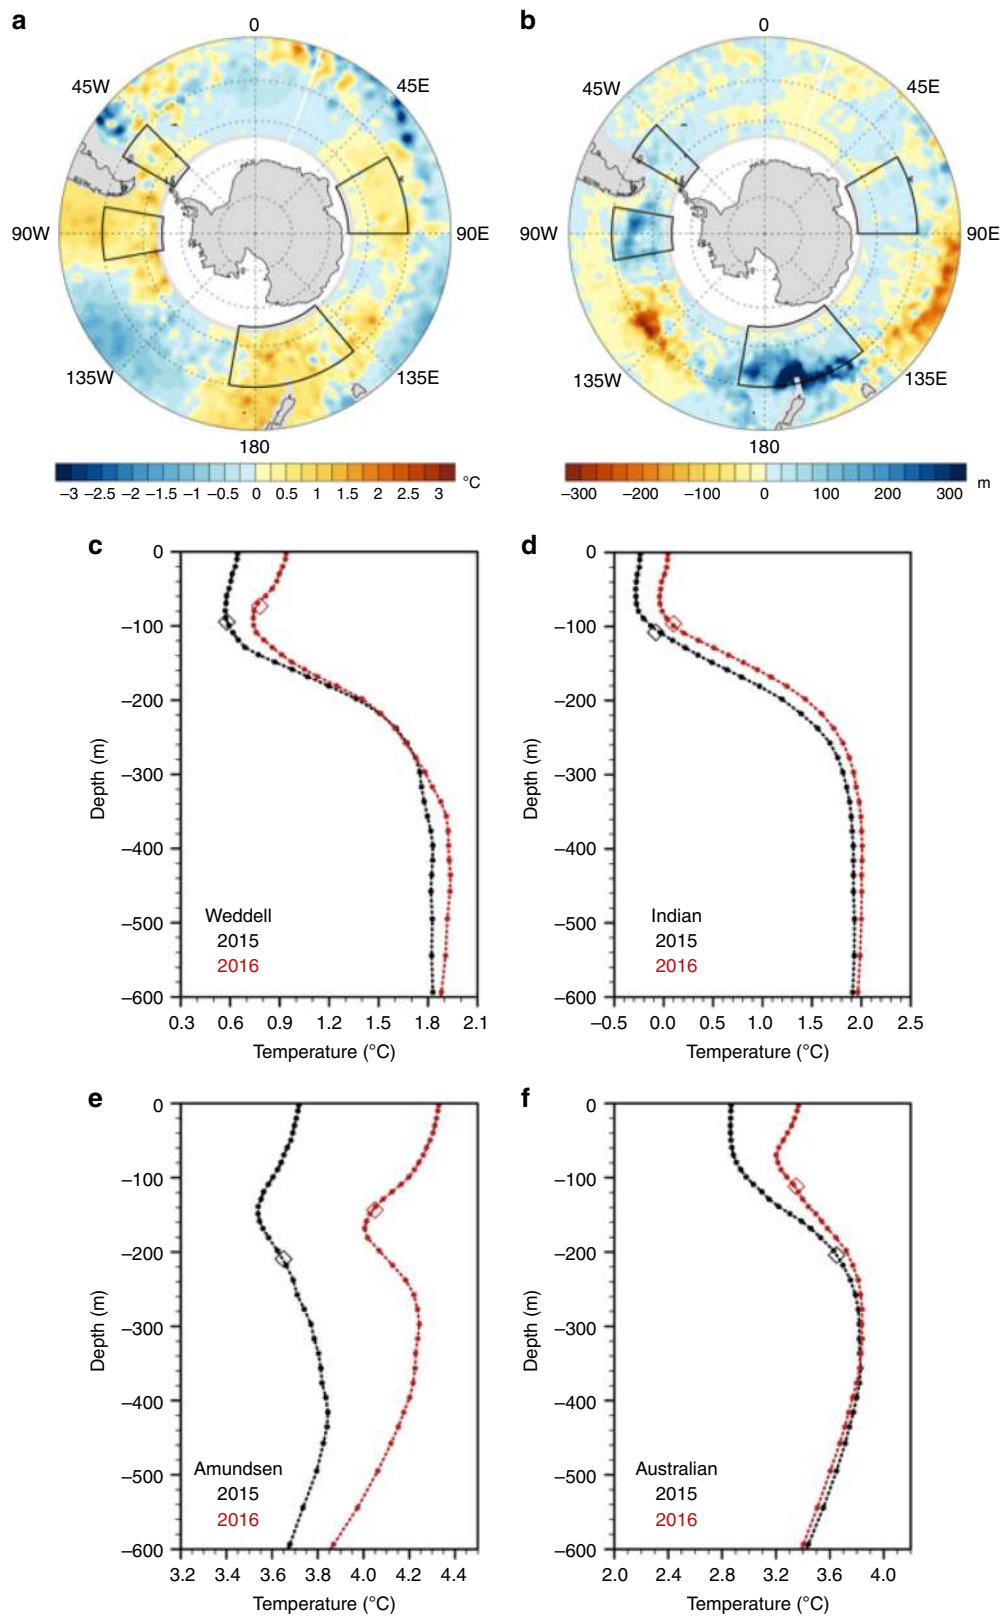 a
b
0
45W
45E
90W
90E
135W
135E
180
0
45W
45E
90W
90E
135W
135E
180
−3 −2.5 −2 −1.5 −1 −0.5 0 0.5 1 1.5 2 2.5 3 °C
−300 −200 −100 0 100 200 300 m
c
0
−100
−200
−300
−400
−500
−600
Depth (m)
Weddell
2015
2016
0.3 0.6 0.9 1.2 1.5 1.8 2.1
Temperature (°C)
d
0
−100
−200
−300
−400
−500
−600
Depth (m)
Indian
2015
2016
−0.5 0.0 0.5 1.0 1.5 2.0 2.5
Temperature (°C)
e
0
−100
−200
−300
−400
−500
−600
Depth (m)
Amundsen
2015
2016
3.2 3.4 3.6 3.8 4.0 4.2 4.4
Temperature (°C)
f
0
−100
−200
−300
−400
−500
−600
Depth (m)
Australian
2015
2016
2.0 2.4 2.8 3.2 3.6 4.0
Temperature (°C)